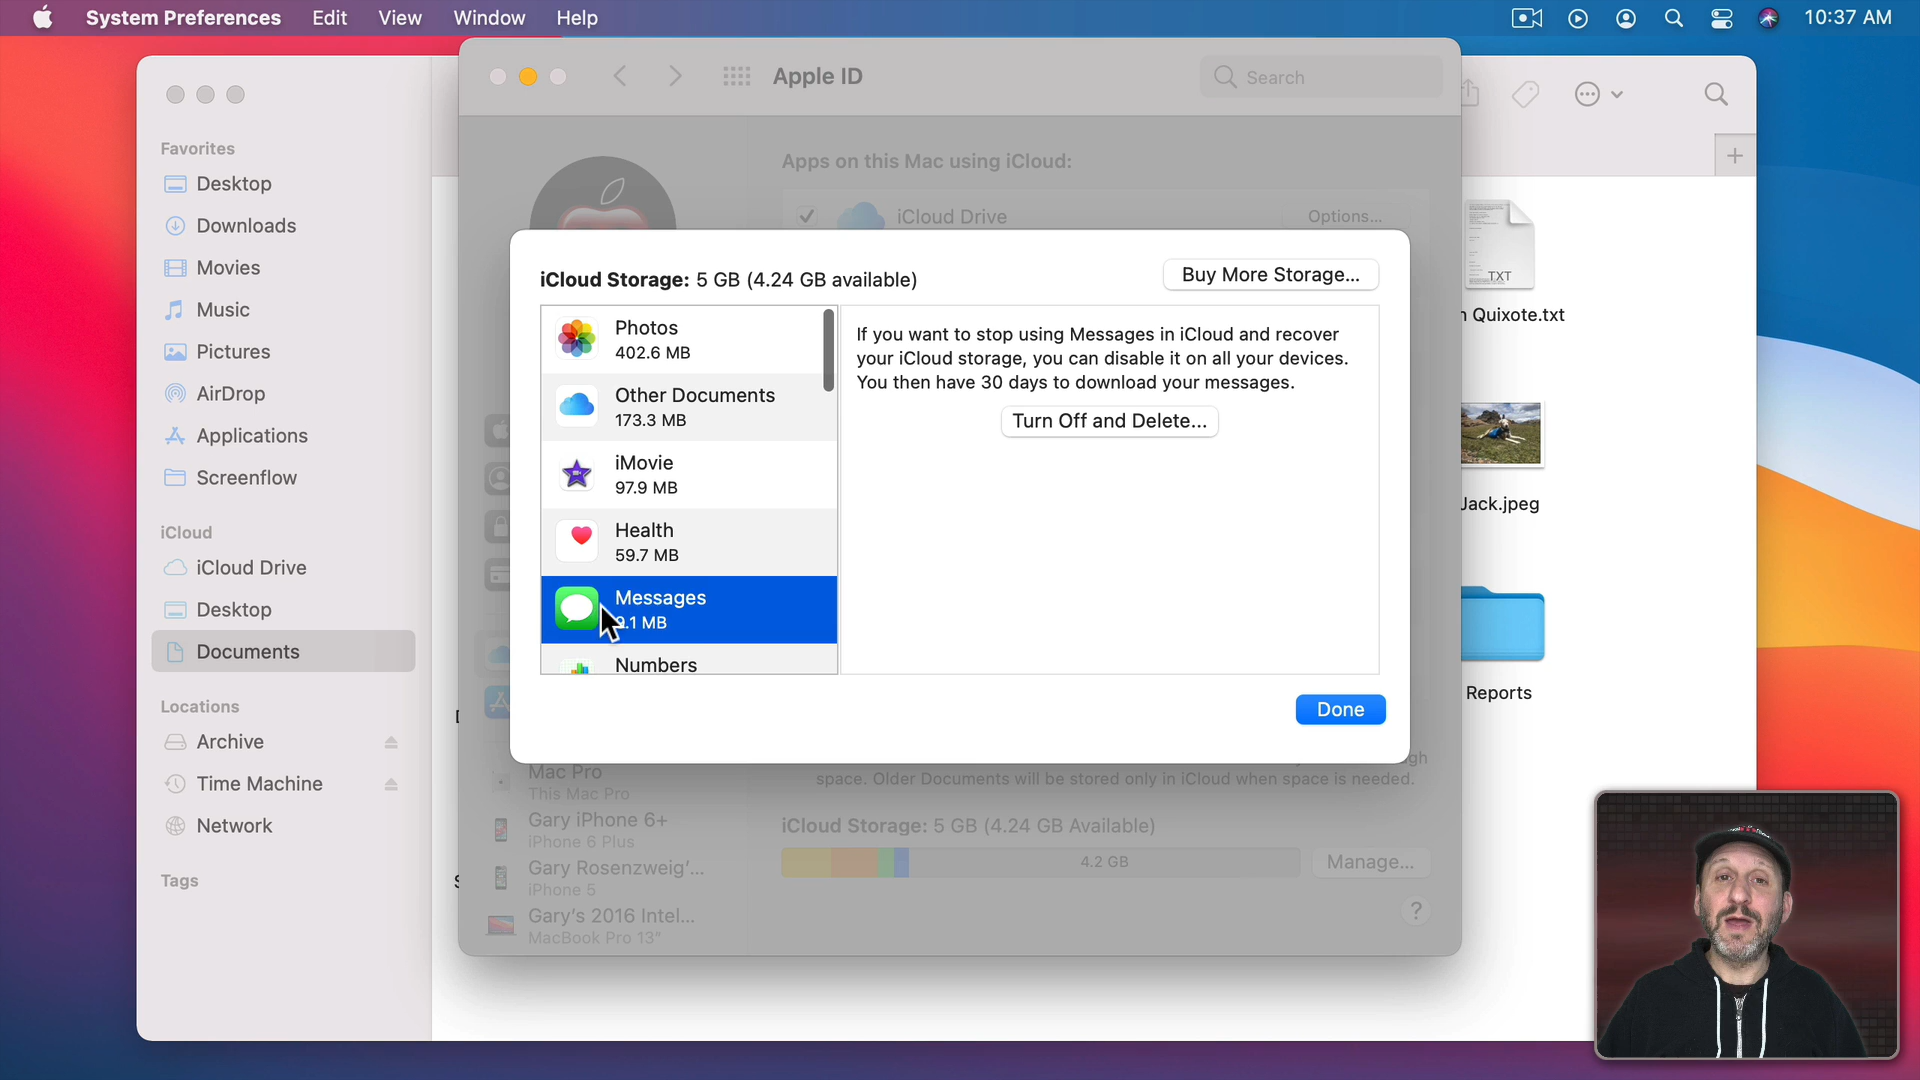 System Preferences Edit View Window Help 10:37 AM
Apple ID
Search
Favorites
Desktop
Downloads
Movies
Music
Pictures
AirDrop
Applications
Screenflow
iCloud
iCloud Drive
Desktop
Documents
Locations
Archive
Time Machine
Network
Tags
Apps on this Mac using iCloud:
iCloud Drive
Options...
iCloud Storage: 5 GB (4.24 GB available)
Buy More Storage...
Photos
402.6 MB
Other Documents
173.3 MB
iMovie
97.9 MB
Health
59.7 MB
Messages
9.1 MB
Numbers
If you want to stop using Messages in iCloud and recover
your iCloud storage, you can disable it on all your devices.
You then have 30 days to download your messages.
Turn Off and Delete...
Done
Mac Pro
This Mac Pro
Gary iPhone 6+
iPhone 6 Plus
Gary Rosenzweig'...
iPhone 5
Gary's 2016 Intel...
MacBook Pro 13"
space. Older Documents will be stored only in iCloud when space is needed.
iCloud Storage: 5 GB (4.24 GB Available)
4.2 GB
Manage...
?
TXT
Quixote.txt
Jack.jpeg
Reports